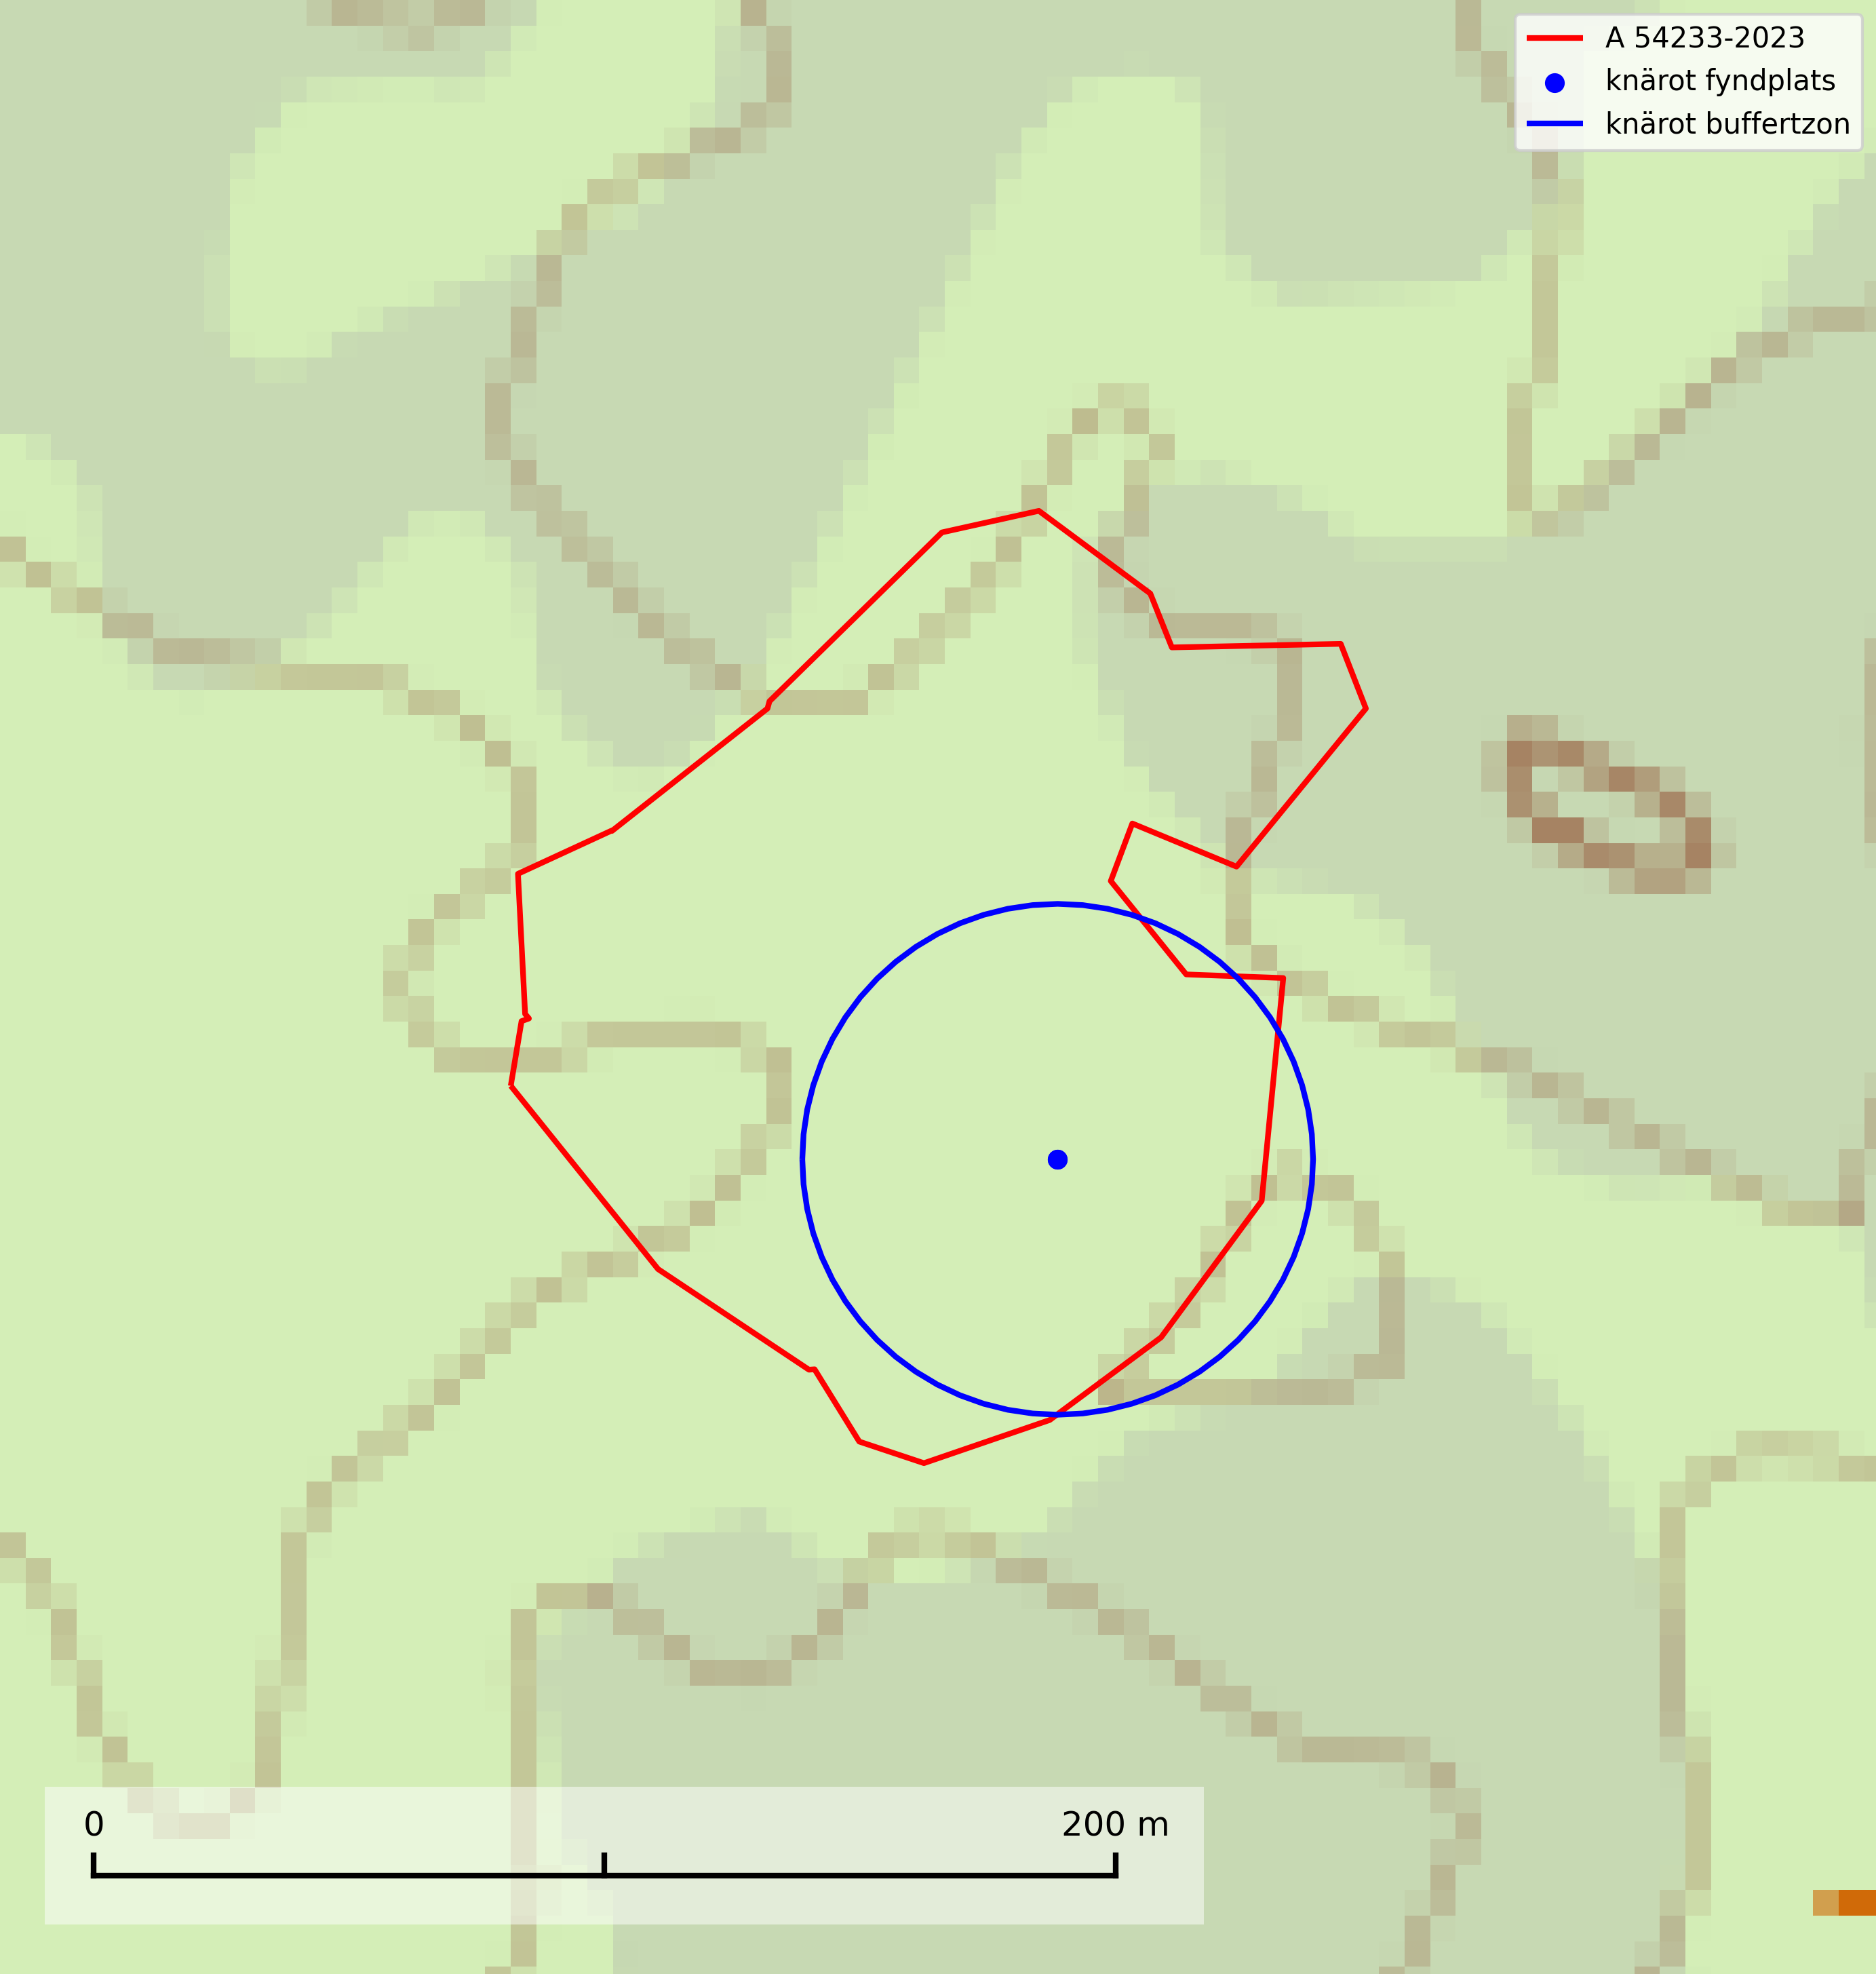 A 54233-2023
knärot fyndplats
knärot buffertzon
0 200 m